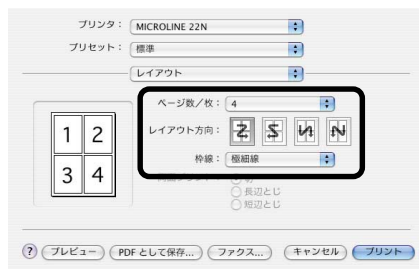 プリンタ： MICROLINE 22N
プリセット： 標準
レイアウト
ページ数／枚： 4
レイアウト方向：
枠線： 極細線
長辺とじ
短辺とじ
1 2
3 4
? プレビュー PDF として保存... ファクス... キャンセル プリント